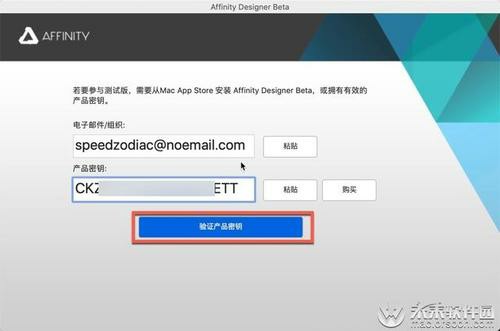 Affinity Designer Beta
AFFINITY
若要参与测试版，需要从Mac App Store 安装 Affinity Designer Beta，或拥有有效的
产品密钥。
电子邮件/组织:
speedzodiac@noemail.com
粘贴
产品密钥:
CKZ ETT
粘贴
购买
验证产品密钥
未来软件园
mac.orsoon.com